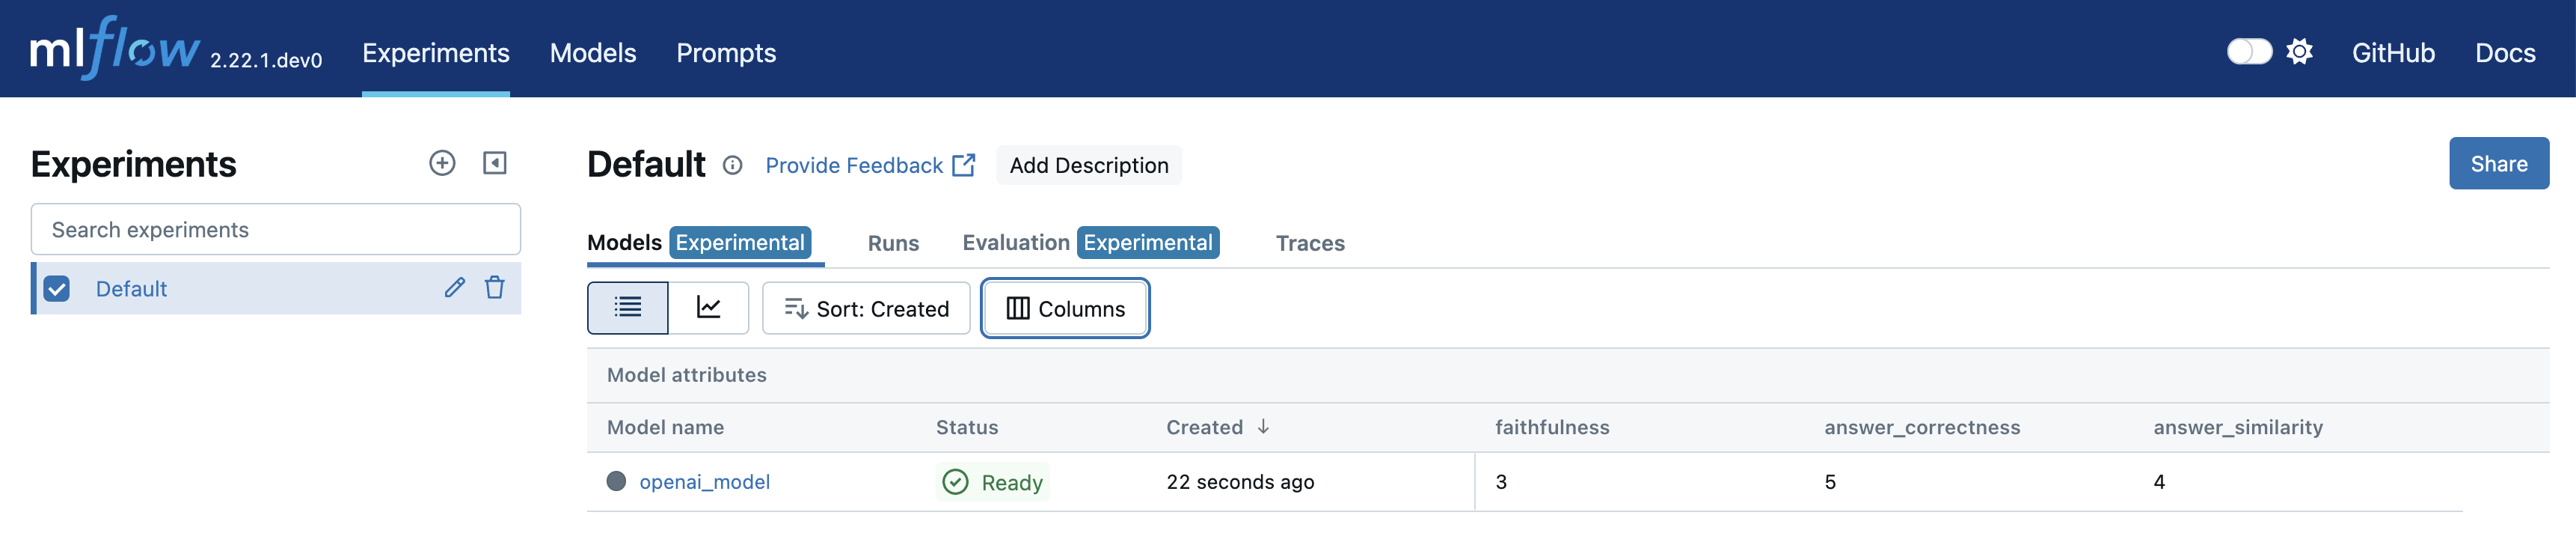 mlflow 2.22.1.dev0 Experiments Models Prompts GitHub Docs
Experiments
Search experiments
Default
Default Provide Feedback Add Description Share
Models Experimental Runs Evaluation Experimental Traces
Sort: Created Columns
Model attributes
Model name Status Created faithfulness answer_correctness answer_similarity
openai_model Ready 22 seconds ago 3 5 4